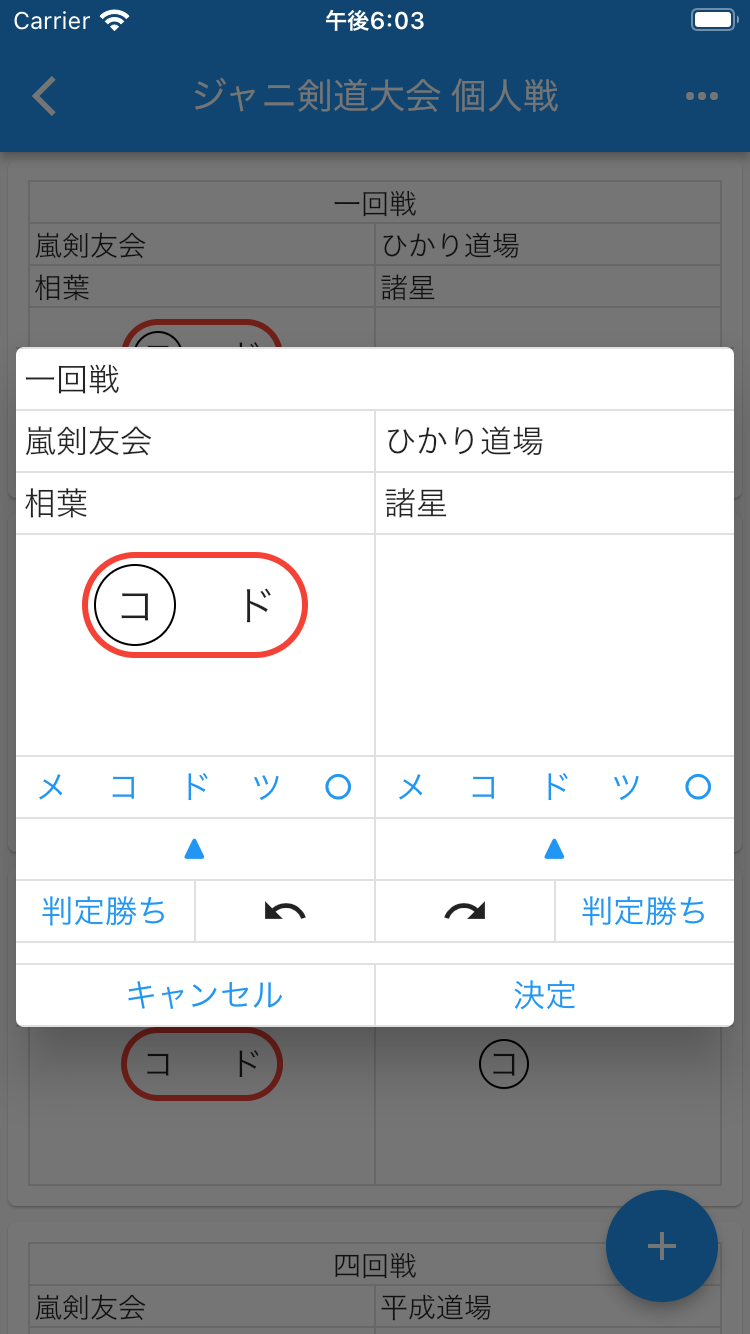 Carrier 午後6:03
ジャニ剣道大会 個人戦
一回戦
嵐剣友会 ひかり道場
相葉 諸星
一回戦
嵐剣友会 ひかり道場
相葉 諸星
コ ド
メ コ ド ツ ○ メ コ ド ツ ○
▲ ▲
判定勝ち 判定勝ち
キャンセル 決定
コ ド コ
四回戦
嵐剣友会 平成道場